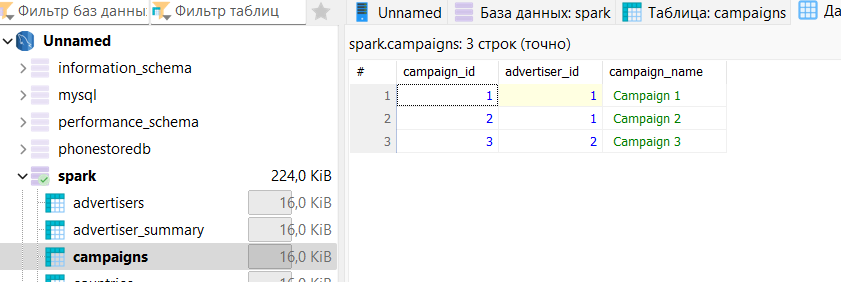 Фильтр баз данны
Фильтр таблиц
Unnamed
information_schema
mysql
performance_schema
phonestoredb
spark 224,0 KiB
advertisers 16,0 KiB
advertiser_summary 16,0 KiB
campaigns 16,0 KiB
Unnamed
База данных: spark
Таблица: campaigns
Да
spark.campaigns: 3 строк (точно)
# campaign_id advertiser_id campaign_name
1 1 1 Campaign 1
2 2 1 Campaign 2
3 3 2 Campaign 3